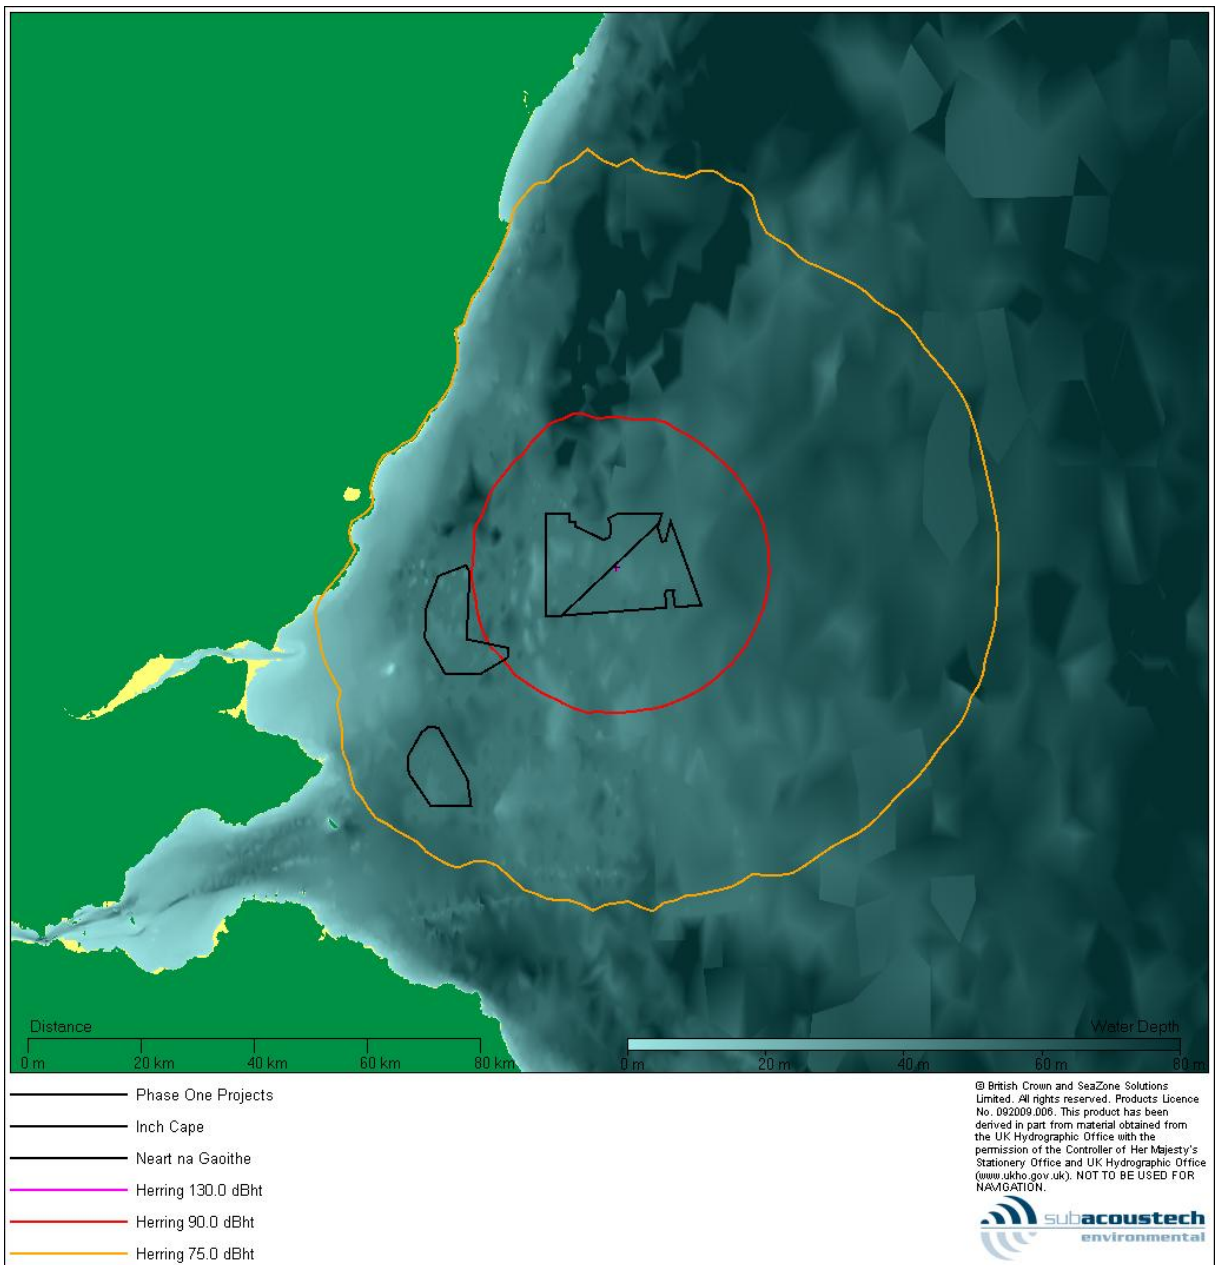 Distance
0 m 20 km 40 km 60 km 80 km
Water Depth
0 m 20 m 40 m 60 m 80 m
Phase One Projects
Inch Cape
Neart na Gaoithe
Herring 130.0 dBht
Herring 90.0 dBht
Herring 75.0 dBht
© British Crown and SeaZone Solutions
Limited. All rights reserved. Products Licence
No. 092009.006. This product has been
derived in part from material obtained from
the UK Hydrographic Office with the
permission of the Controller of Her Majesty's
Stationery Office and UK Hydrographic Office
(www.ukho.gov.uk). NOT TO BE USED FOR
NAVIGATION.
subacoustech
environmental